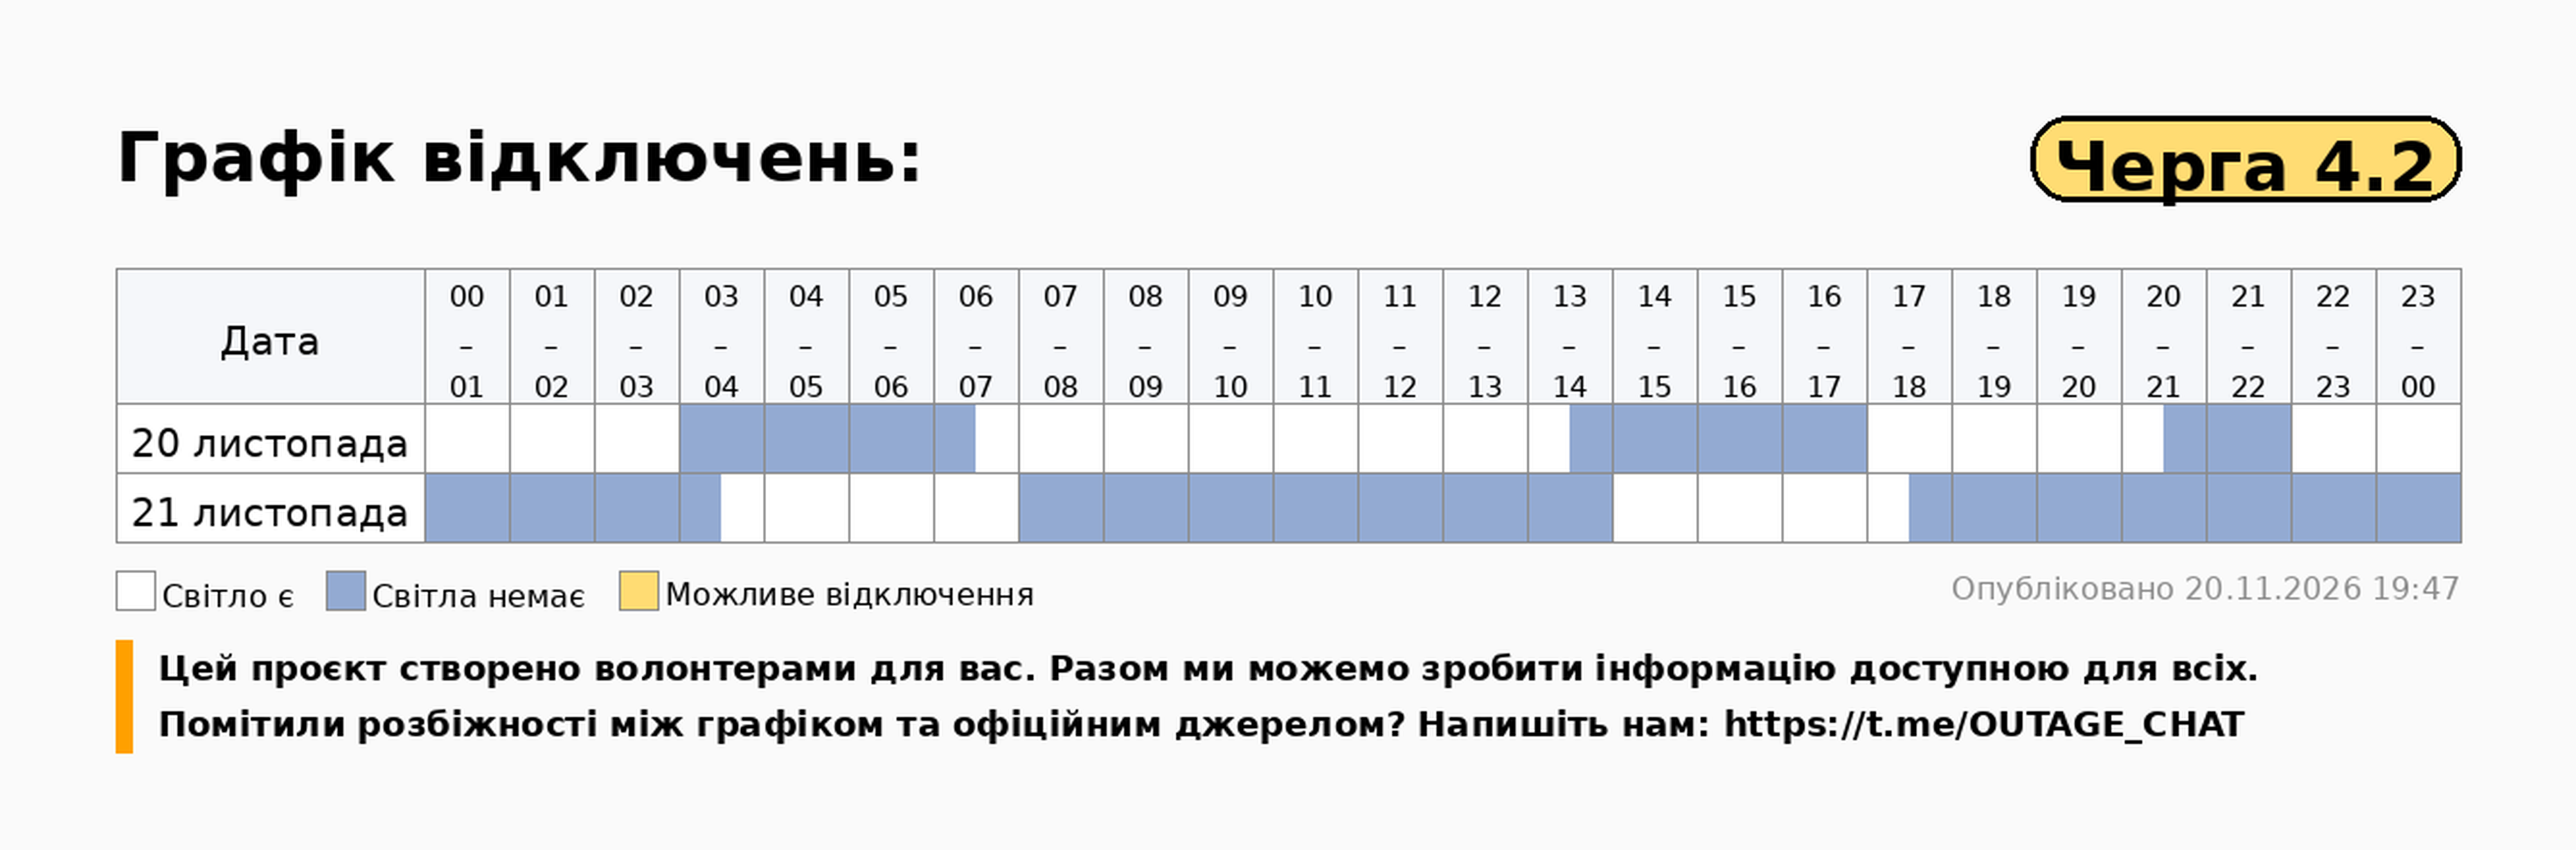 Графік відключень:
Черга 4.2
Дата
00 – 01
01 – 02
02 – 03
03 – 04
04 – 05
05 – 06
06 – 07
07 – 08
08 – 09
09 – 10
10 – 11
11 – 12
12 – 13
13 – 14
14 – 15
15 – 16
16 – 17
17 – 18
18 – 19
19 – 20
20 – 21
21 – 22
22 – 23
23 – 00
20 листопада
21 листопада
Світло є
Світла немає
Можливе відключення
Опубліковано 20.11.2026 19:47
Цей проєкт створено волонтерами для вас. Разом ми можемо зробити інформацію доступною для всіх.
Помітили розбіжності між графіком та офіційним джерелом? Напишіть нам: https://t.me/OUTAGE_CHAT